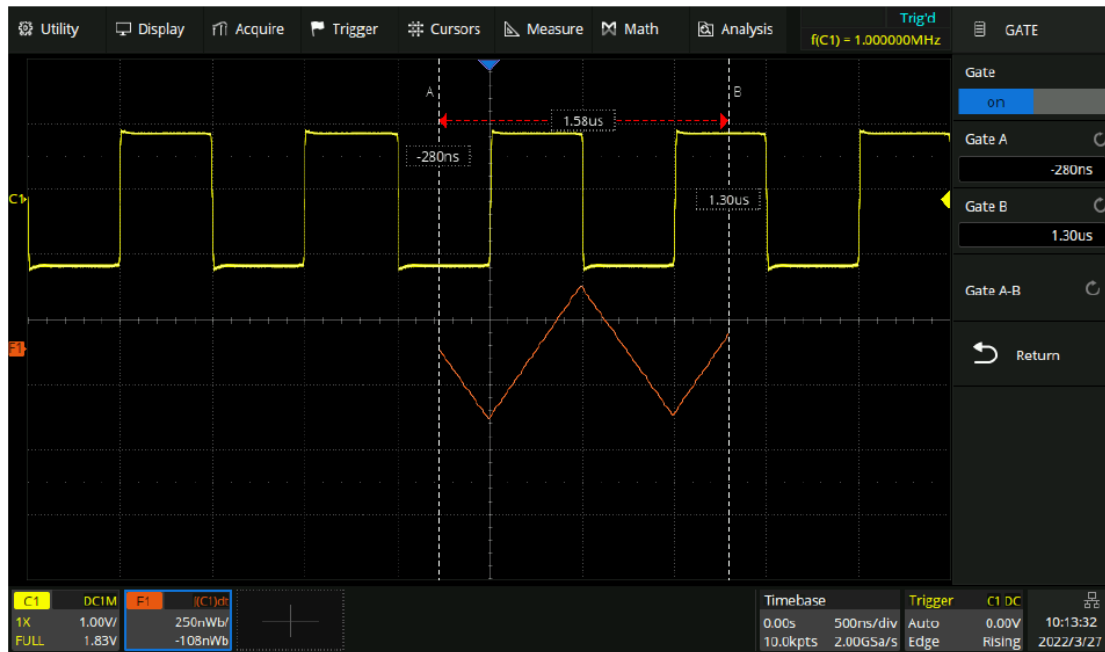 Utility Display Acquire Trigger Cursors Measure Math Analysis
Trig'd
f(C1) = 1.000000MHz
GATE
Gate
on
Gate A
-280ns
Gate B
1.30us
Gate A-B
Return
A
B
1.58us
-280ns
1.30us
C1
F1
C1 DC1M
1X 1.00V/
FULL 1.83V
F1 ∫(C1)dt
250nWb/
-108nWb
Timebase
0.00s 500ns/div
10.0kpts 2.00GSa/s
Trigger C1 DC
Auto 0.00V
Edge Rising
10:13:32
2022/3/27